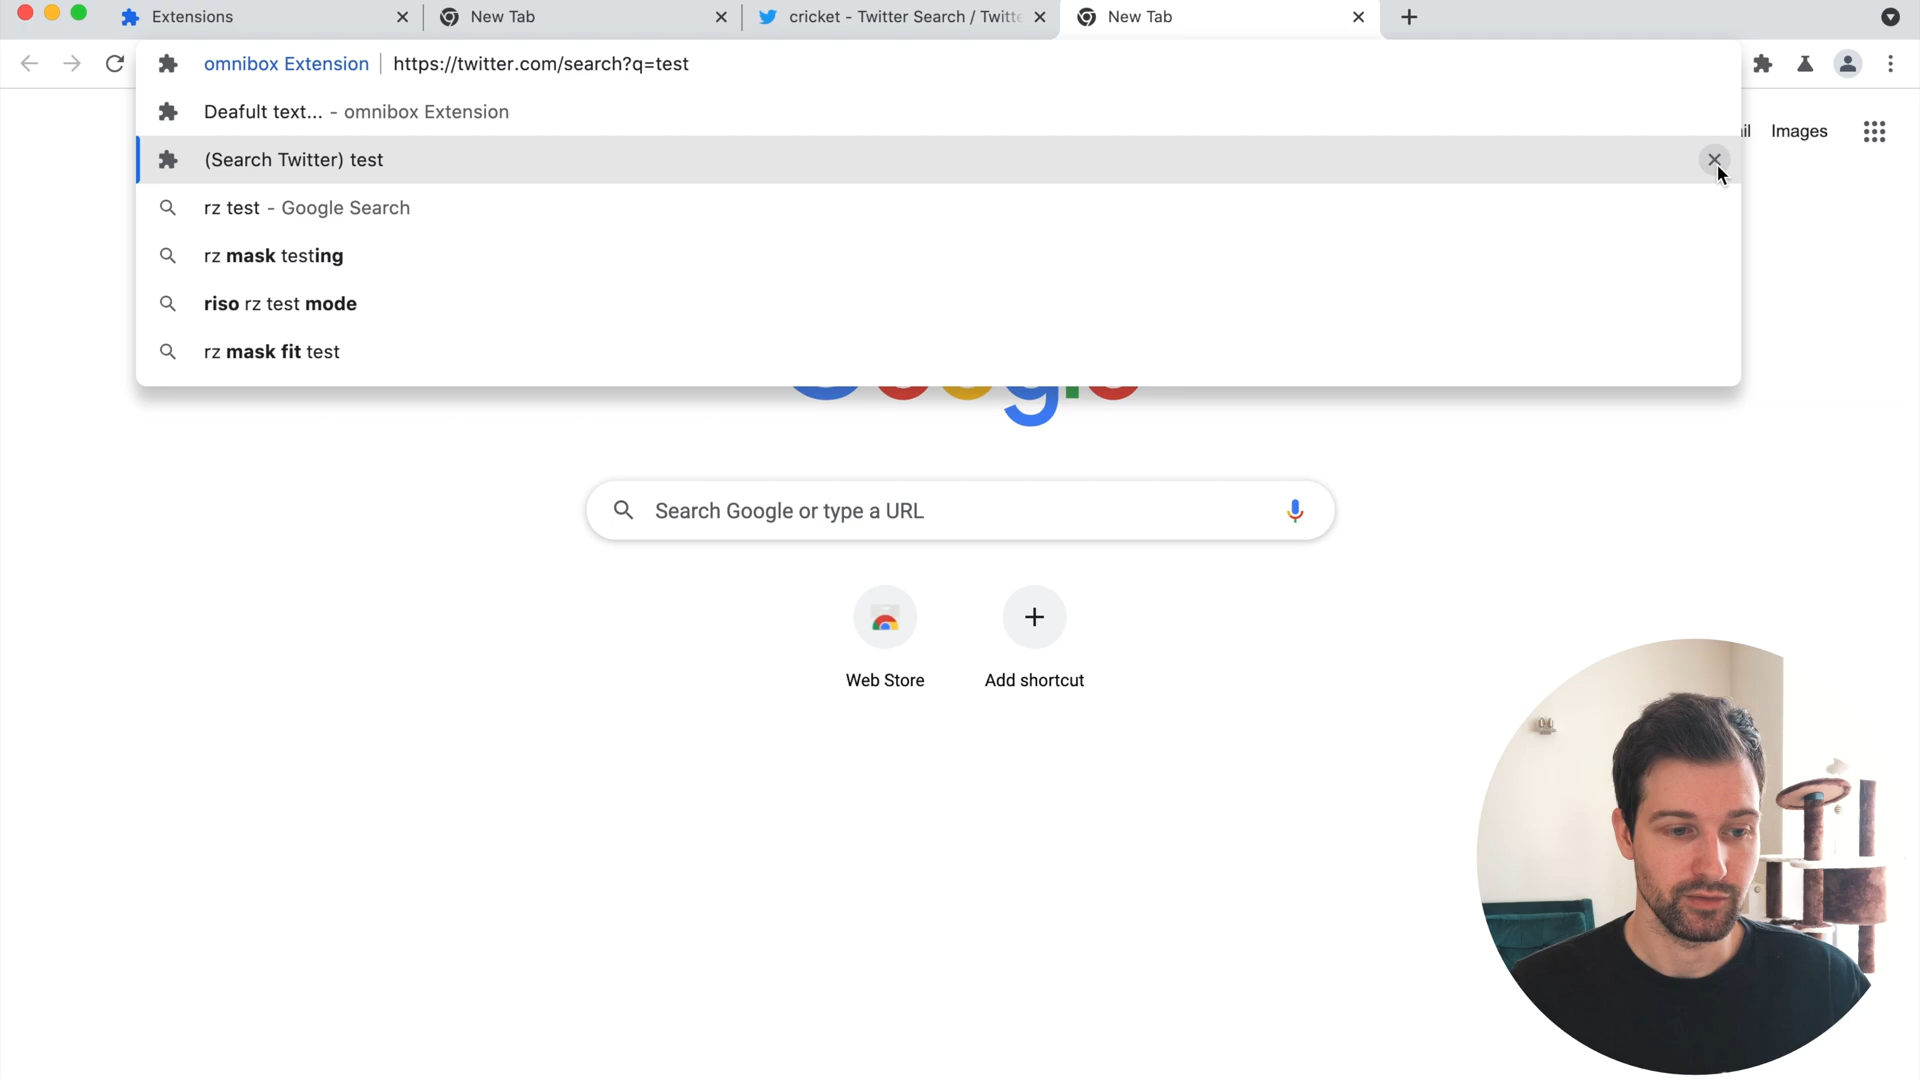 Extensions
New Tab
cricket - Twitter Search / Twitte
New Tab
omnibox Extension
https://twitter.com/search?q=test
Deafult text... - omnibox Extension
(Search Twitter) test
rz test - Google Search
rz mask testing
riso rz test mode
rz mask fit test
il
Images
Search Google or type a URL
Web Store
Add shortcut